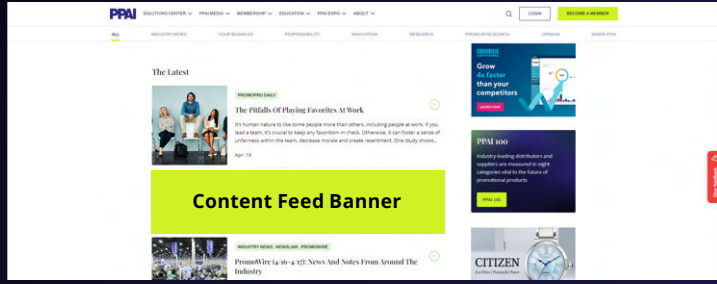 PPAI
SOLUTIONS CENTER PPAI MEDIA MEMBERSHIP EDUCATION PPAI EXPO ABOUT
LOGIN
BECOME A MEMBER
ALL INDUSTRY NEWS YOUR BUSINESS RESPONSIBILITY INNOVATION RESEARCH PREMIUM RESEARCH OPINION INSIDE PPAI
The Latest
PROMOPRO DAILY
The Pitfalls Of Playing Favorites At Work
It's human nature to like some people more than others, including people at work. If you
lead a team, it's crucial to keep any favoritism in check. Otherwise, it can foster a sense of
unfairness within the team, decrease morale and create resentment. One study shows...
Apr. 19
Content Feed Banner
INDUSTRY NEWS, NEWSLINK, PROMOWIRE
PromoWire (4/16-4/17): News And Notes From Around The
Industry
Grow
4x faster
than your
competitors
LEARN NOW
PPAI 100
Industry-leading distributors and
suppliers are measured in eight
categories vital to the future of
promotional products
PPAI 100
CITIZEN